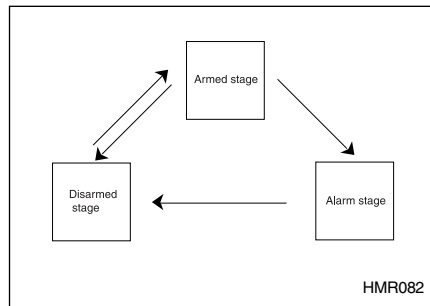 Armed stage
Disarmed
stage
Alarm stage
HMR082